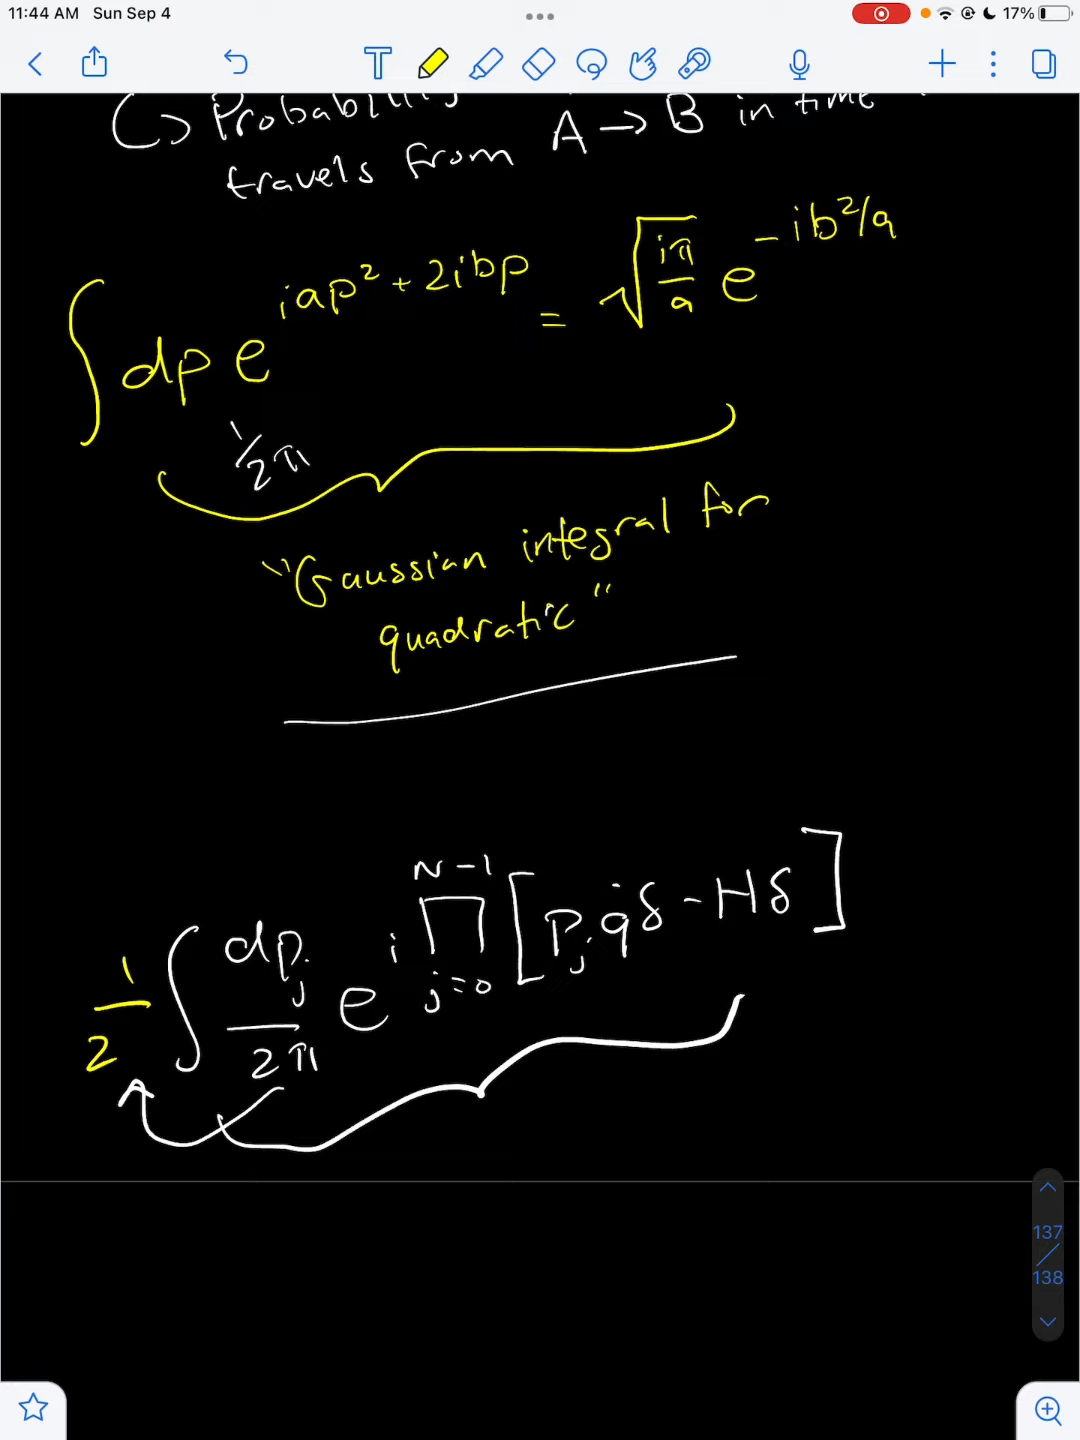 11:44 AM Sun Sep 4
17%
T
↪ Probability
travels from A → B in time
∫ dp e^{iap² + 2ibp} = √(iπ/a) e^{-ib²/a}
1/2π
"Gaussian integral for
quadratic"
1/2 ∫ dp_j/2π e^{i ∏_{j=0}^{N-1} [P_j q̇δ - Hδ]}
137
/
138